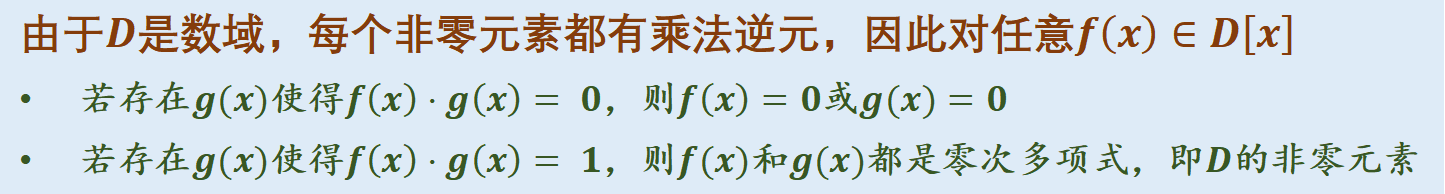 由于D是数域，每个非零元素都有乘法逆元，因此对任意f(x) ∈ D[x]
• 若存在g(x)使得f(x) · g(x) = 0，则f(x) = 0或g(x) = 0
• 若存在g(x)使得f(x) · g(x) = 1，则f(x)和g(x)都是零次多项式，即D的非零元素